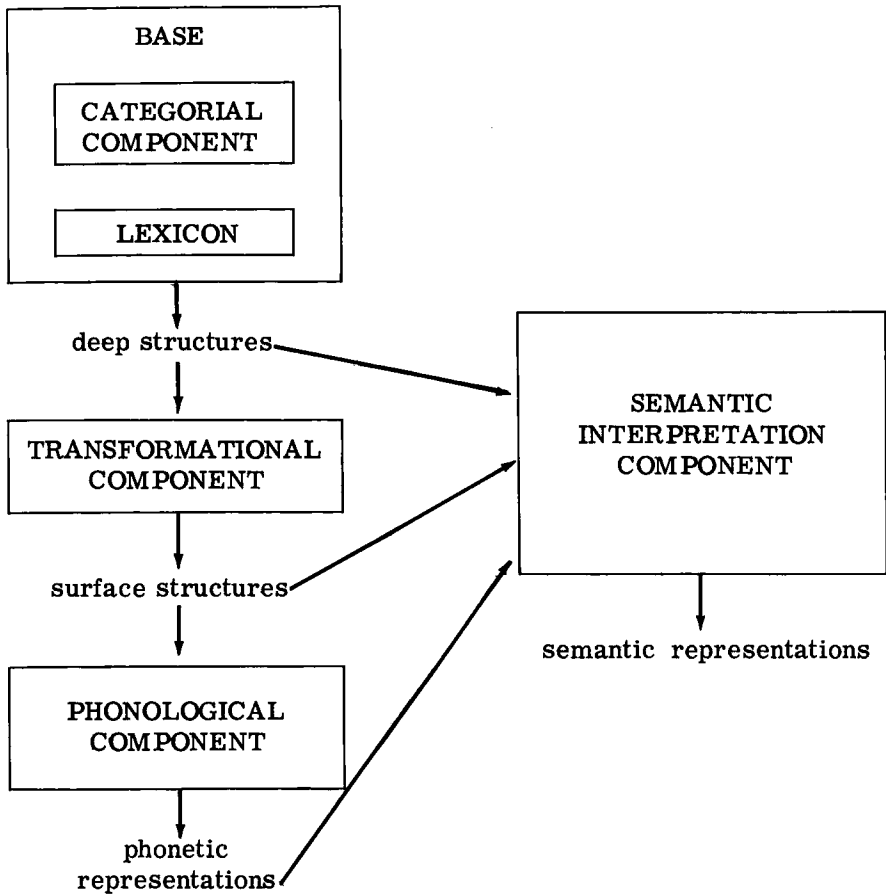 BASE
CATEGORIAL
COMPONENT
LEXICON
deep structures
TRANSFORMATIONAL
COMPONENT
surface structures
PHONOLOGICAL
COMPONENT
phonetic
representations
SEMANTIC
INTERPRETATION
COMPONENT
semantic representations